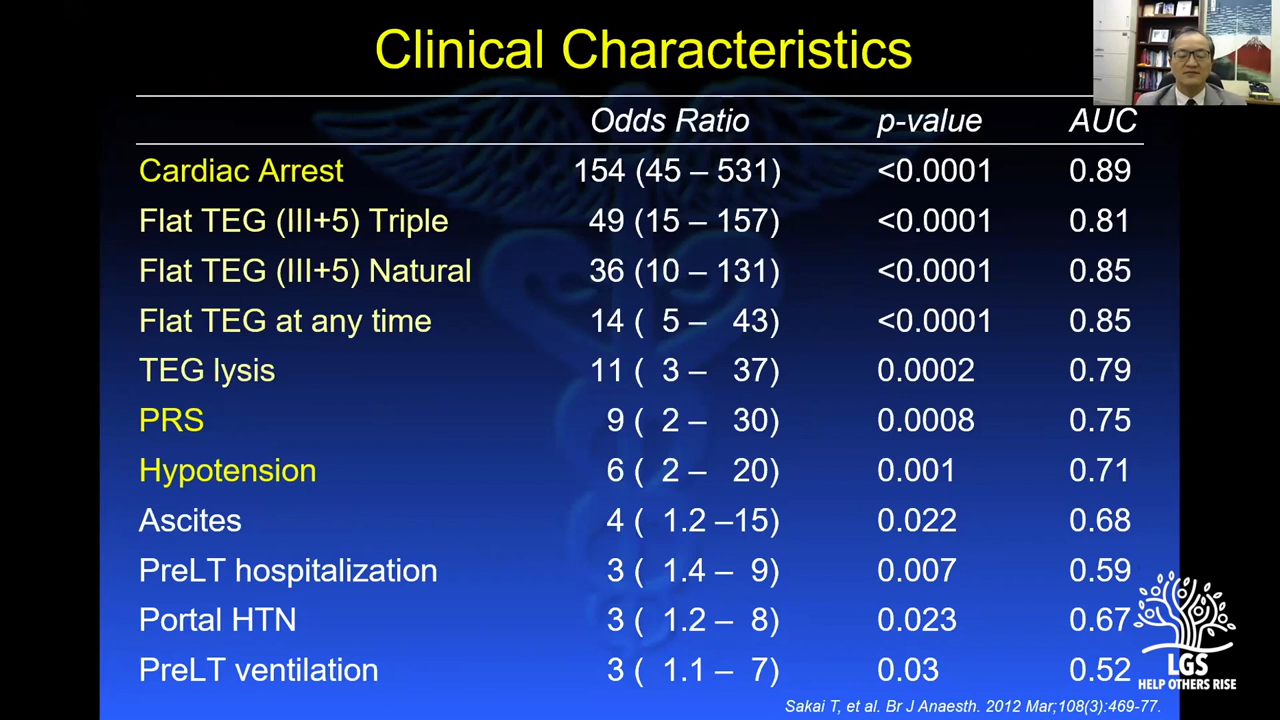 Clinical Characteristics
Odds Ratio p-value AUC
Cardiac Arrest 154 (45 – 531) <0.0001 0.89
Flat TEG (III+5) Triple 49 (15 – 157) <0.0001 0.81
Flat TEG (III+5) Natural 36 (10 – 131) <0.0001 0.85
Flat TEG at any time 14 ( 5 – 43) <0.0001 0.85
TEG lysis 11 ( 3 – 37) 0.0002 0.79
PRS 9 ( 2 – 30) 0.0008 0.75
Hypotension 6 ( 2 – 20) 0.001 0.71
Ascites 4 ( 1.2 –15) 0.022 0.68
PreLT hospitalization 3 ( 1.4 – 9) 0.007 0.59
Portal HTN 3 ( 1.2 – 8) 0.023 0.67
PreLT ventilation 3 ( 1.1 – 7) 0.03 0.52
LGS
HELP OTHERS RISE
Sakai T, et al. Br J Anaesth. 2012 Mar;108(3):469-77.